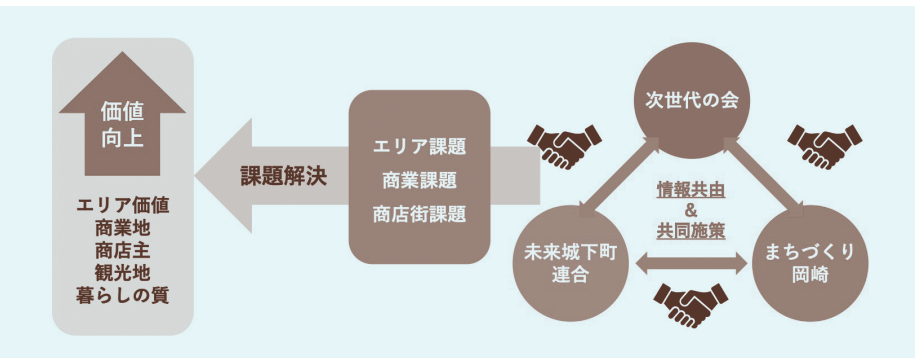 価値
向上
エリア価値
商業地
商店主
観光地
暮らしの質
課題解決
エリア課題
商業課題
商店街課題
次世代の会
情報共由
&
共同施策
未来城下町
連合
まちづくり
岡崎